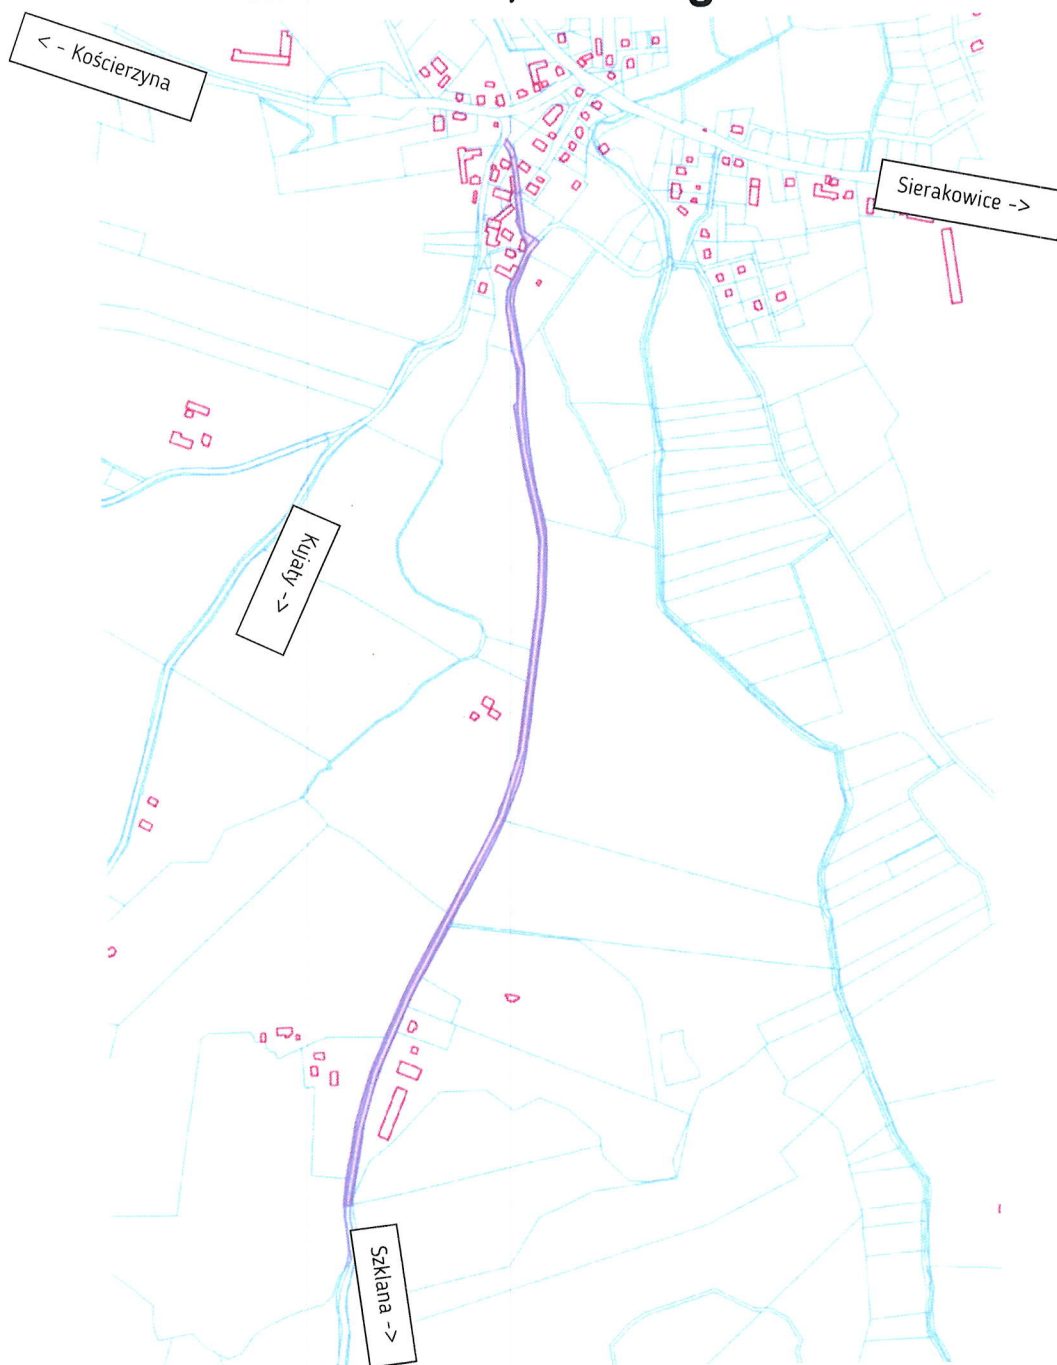 < - Kościerzyna
Sierakowice ->
Kujaty ->
Szklana ->